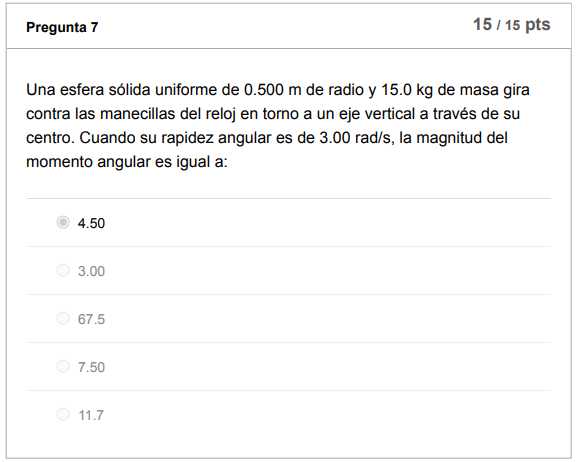 Pregunta 7
15 / 15 pts
Una esfera sólida uniforme de 0.500 m de radio y 15.0 kg de masa gira
contra las manecillas del reloj en torno a un eje vertical a través de su
centro. Cuando su rapidez angular es de 3.00 rad/s, la magnitud del
momento angular es igual a:
4.50
3.00
67.5
7.50
11.7